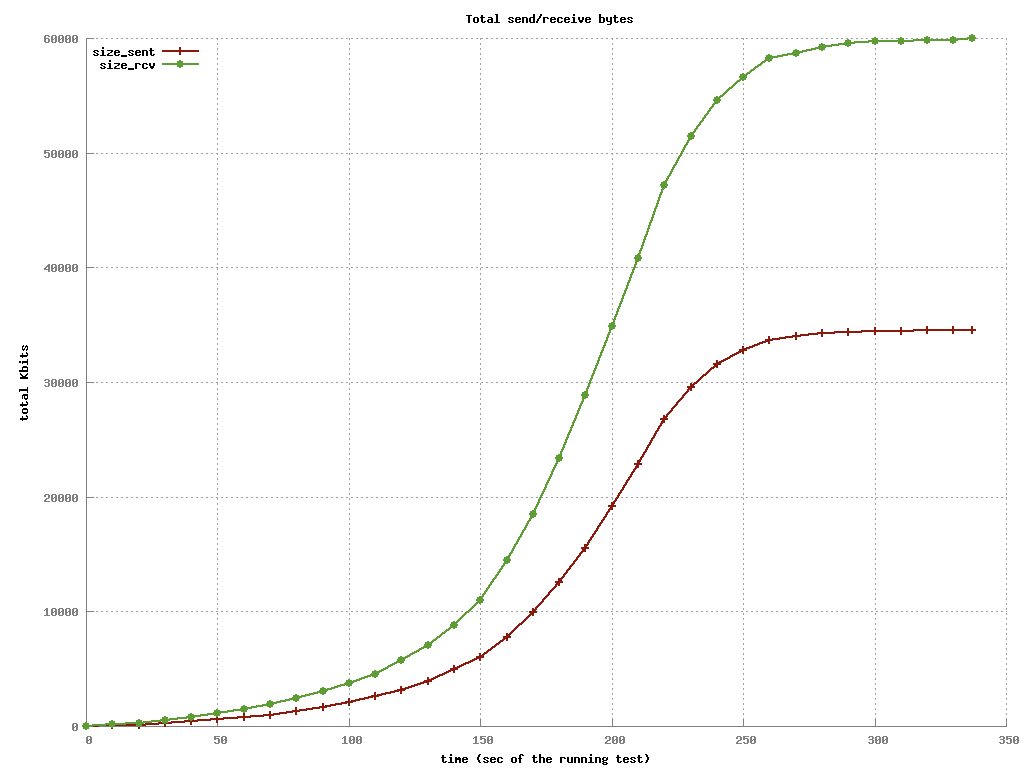 Total send/receive bytes
size_sent
size_rcv
60000
50000
40000
30000
20000
10000
0
total Kbits
0 50 100 150 200 250 300 350
time (sec of the running test)